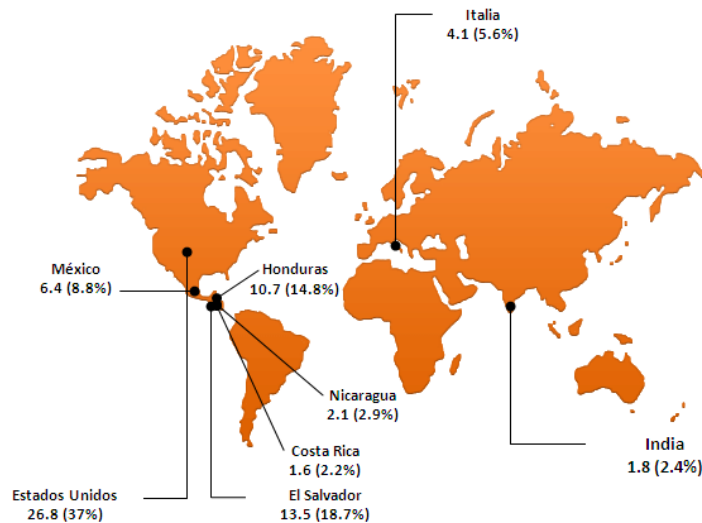 Italia
4.1 (5.6%)
México
6.4 (8.8%)
Honduras
10.7 (14.8%)
Nicaragua
2.1 (2.9%)
Costa Rica
1.6 (2.2%)
India
1.8 (2.4%)
Estados Unidos
26.8 (37%)
El Salvador
13.5 (18.7%)